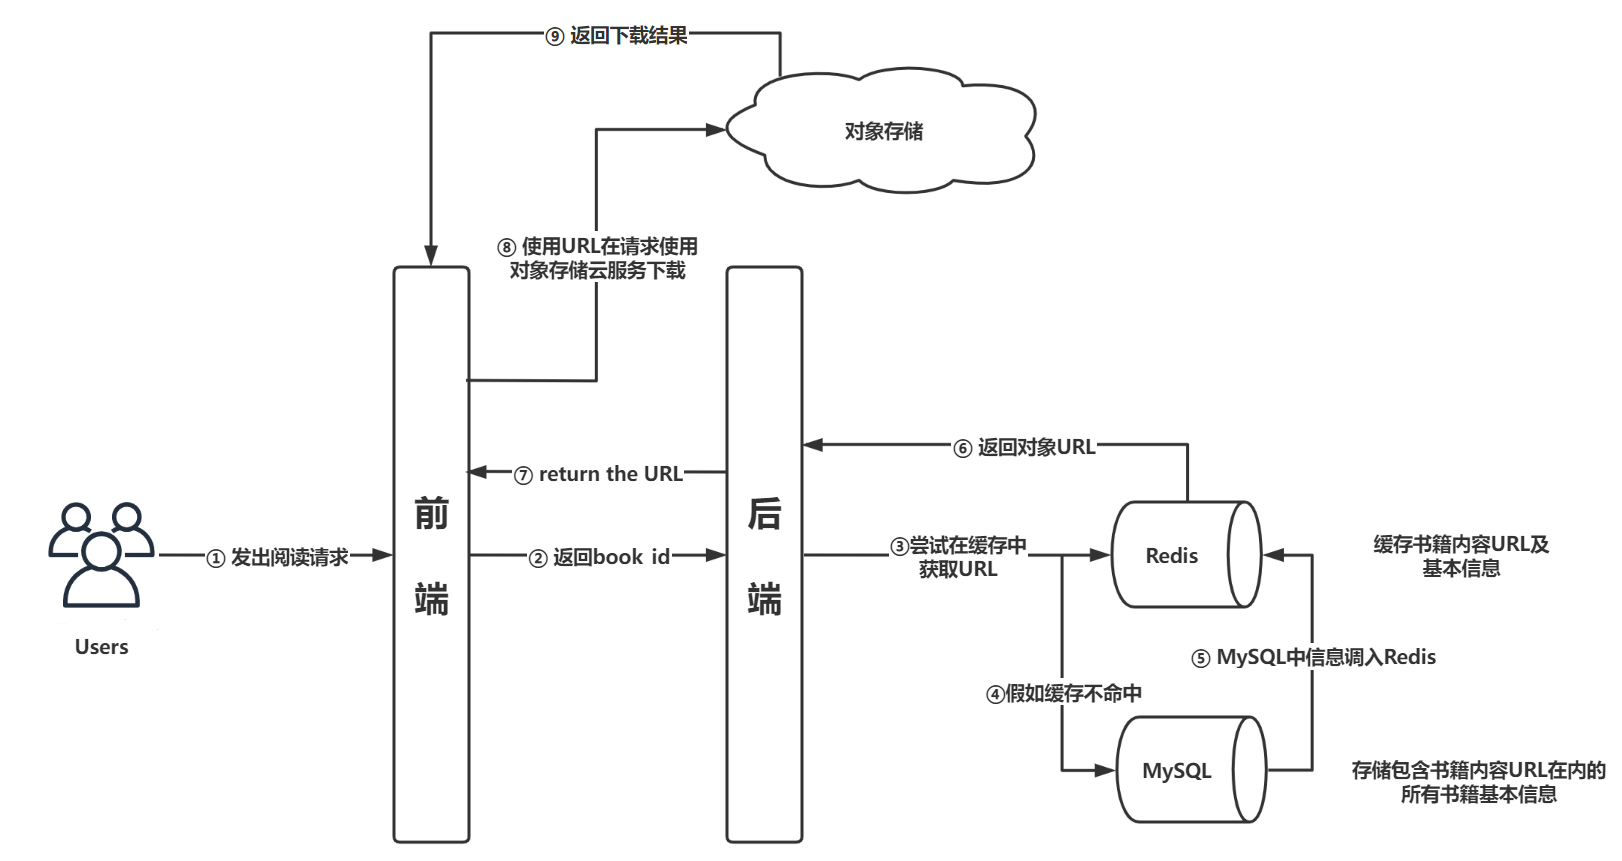 ⑨ 返回下载结果
对象存储
⑧ 使用URL在请求使用
对象存储云服务下载
⑥ 返回对象URL
⑦ return the URL
前
端
后
端
① 发出阅读请求
② 返回book id
③尝试在缓存中
获取URL
Redis
缓存书籍内容URL及
基本信息
Users
⑤ MySQL中信息调入Redis
④假如缓存不命中
MySQL
存储包含书籍内容URL在内的
所有书籍基本信息